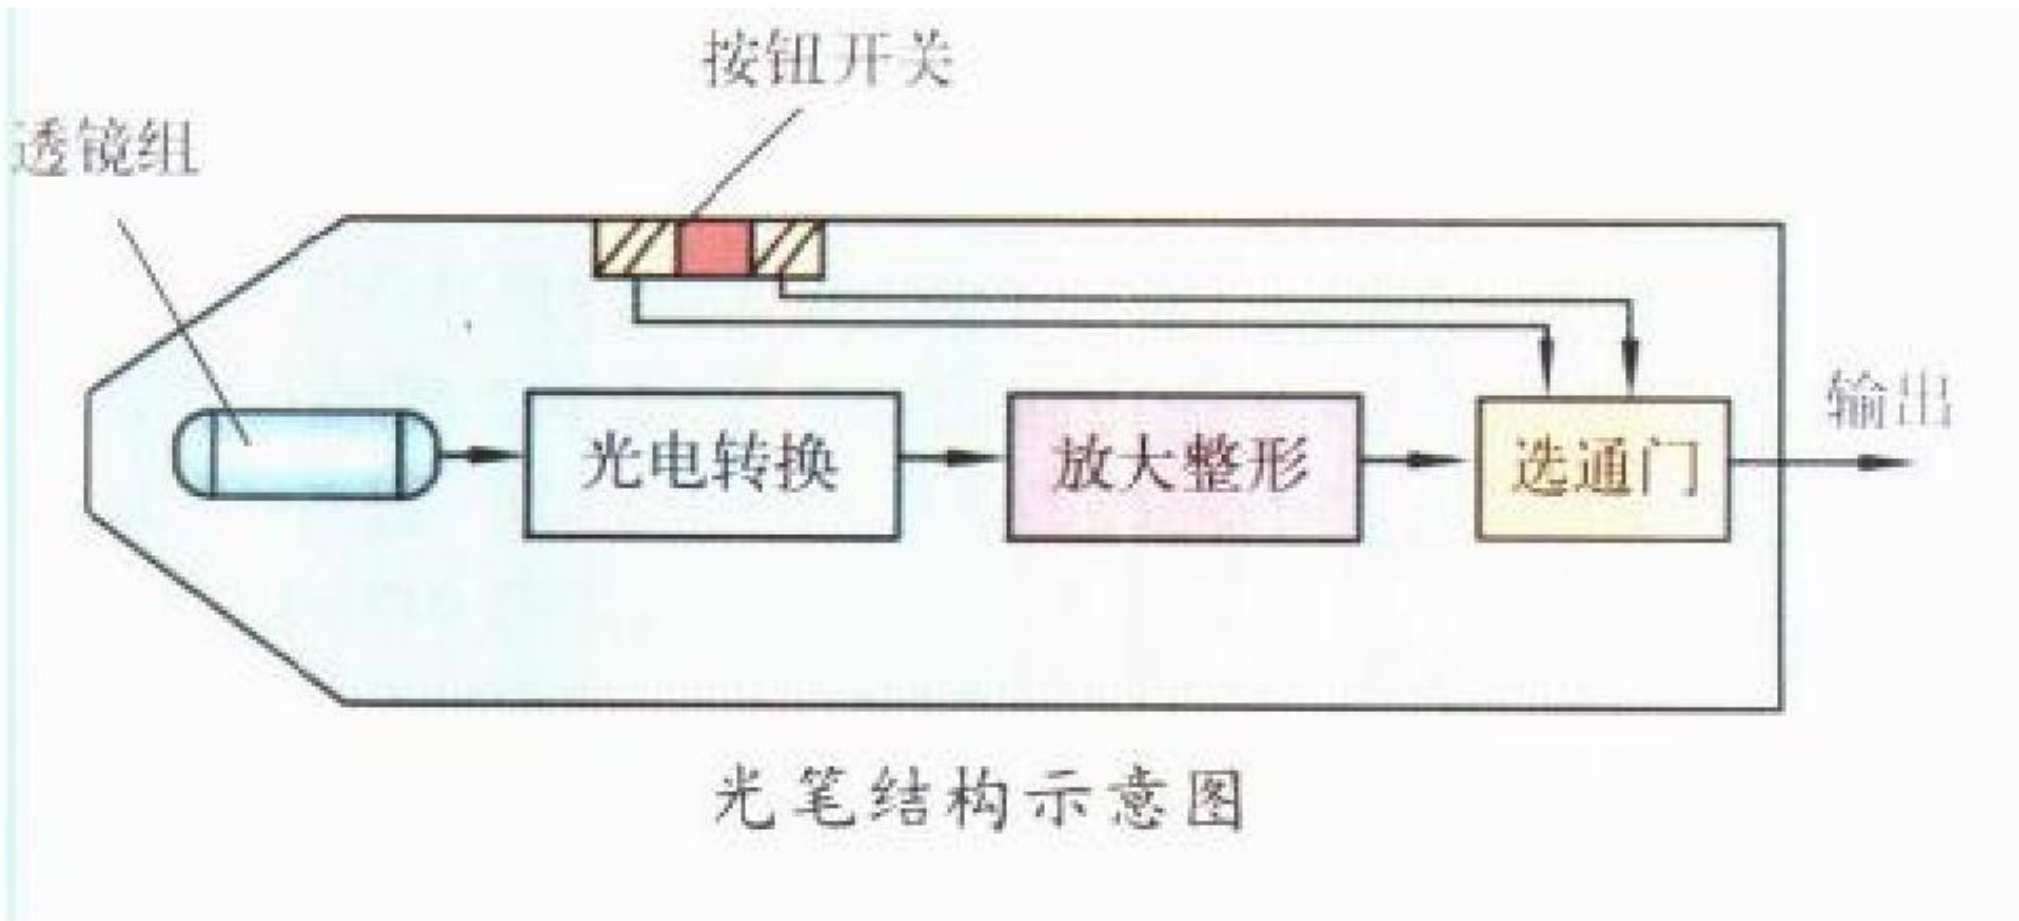 按钮开关
透镜组
输出
光电转换
放大整形
选通门
光笔结构示意图